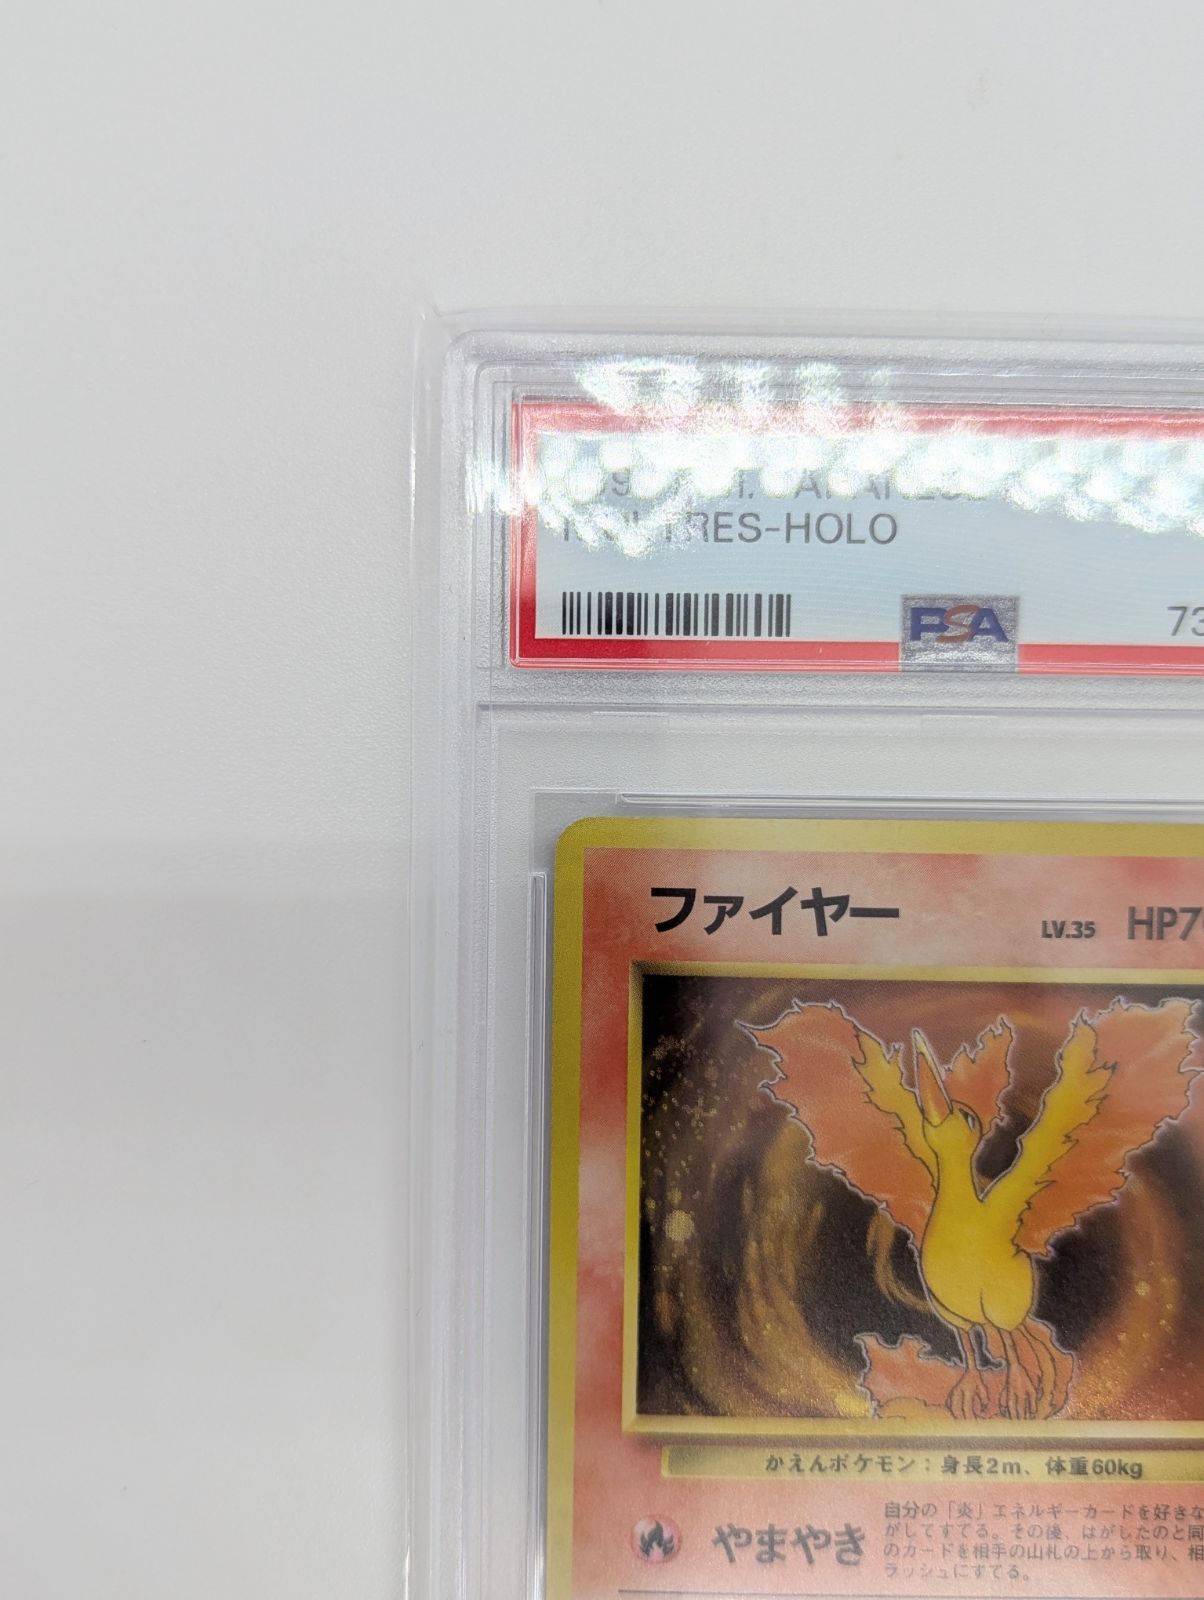 JAPANESE
TRES-HOLO
PSA
73
ファイヤー LV.35 HP70
かえんポケモン：身長2m、体重60kg
やまやき
自分の「炎」エネルギーカードを好きな
がしてすてる。その後、はがしたのと同
のカードを相手の山札の上から取り、相
ラッシュにすてる。